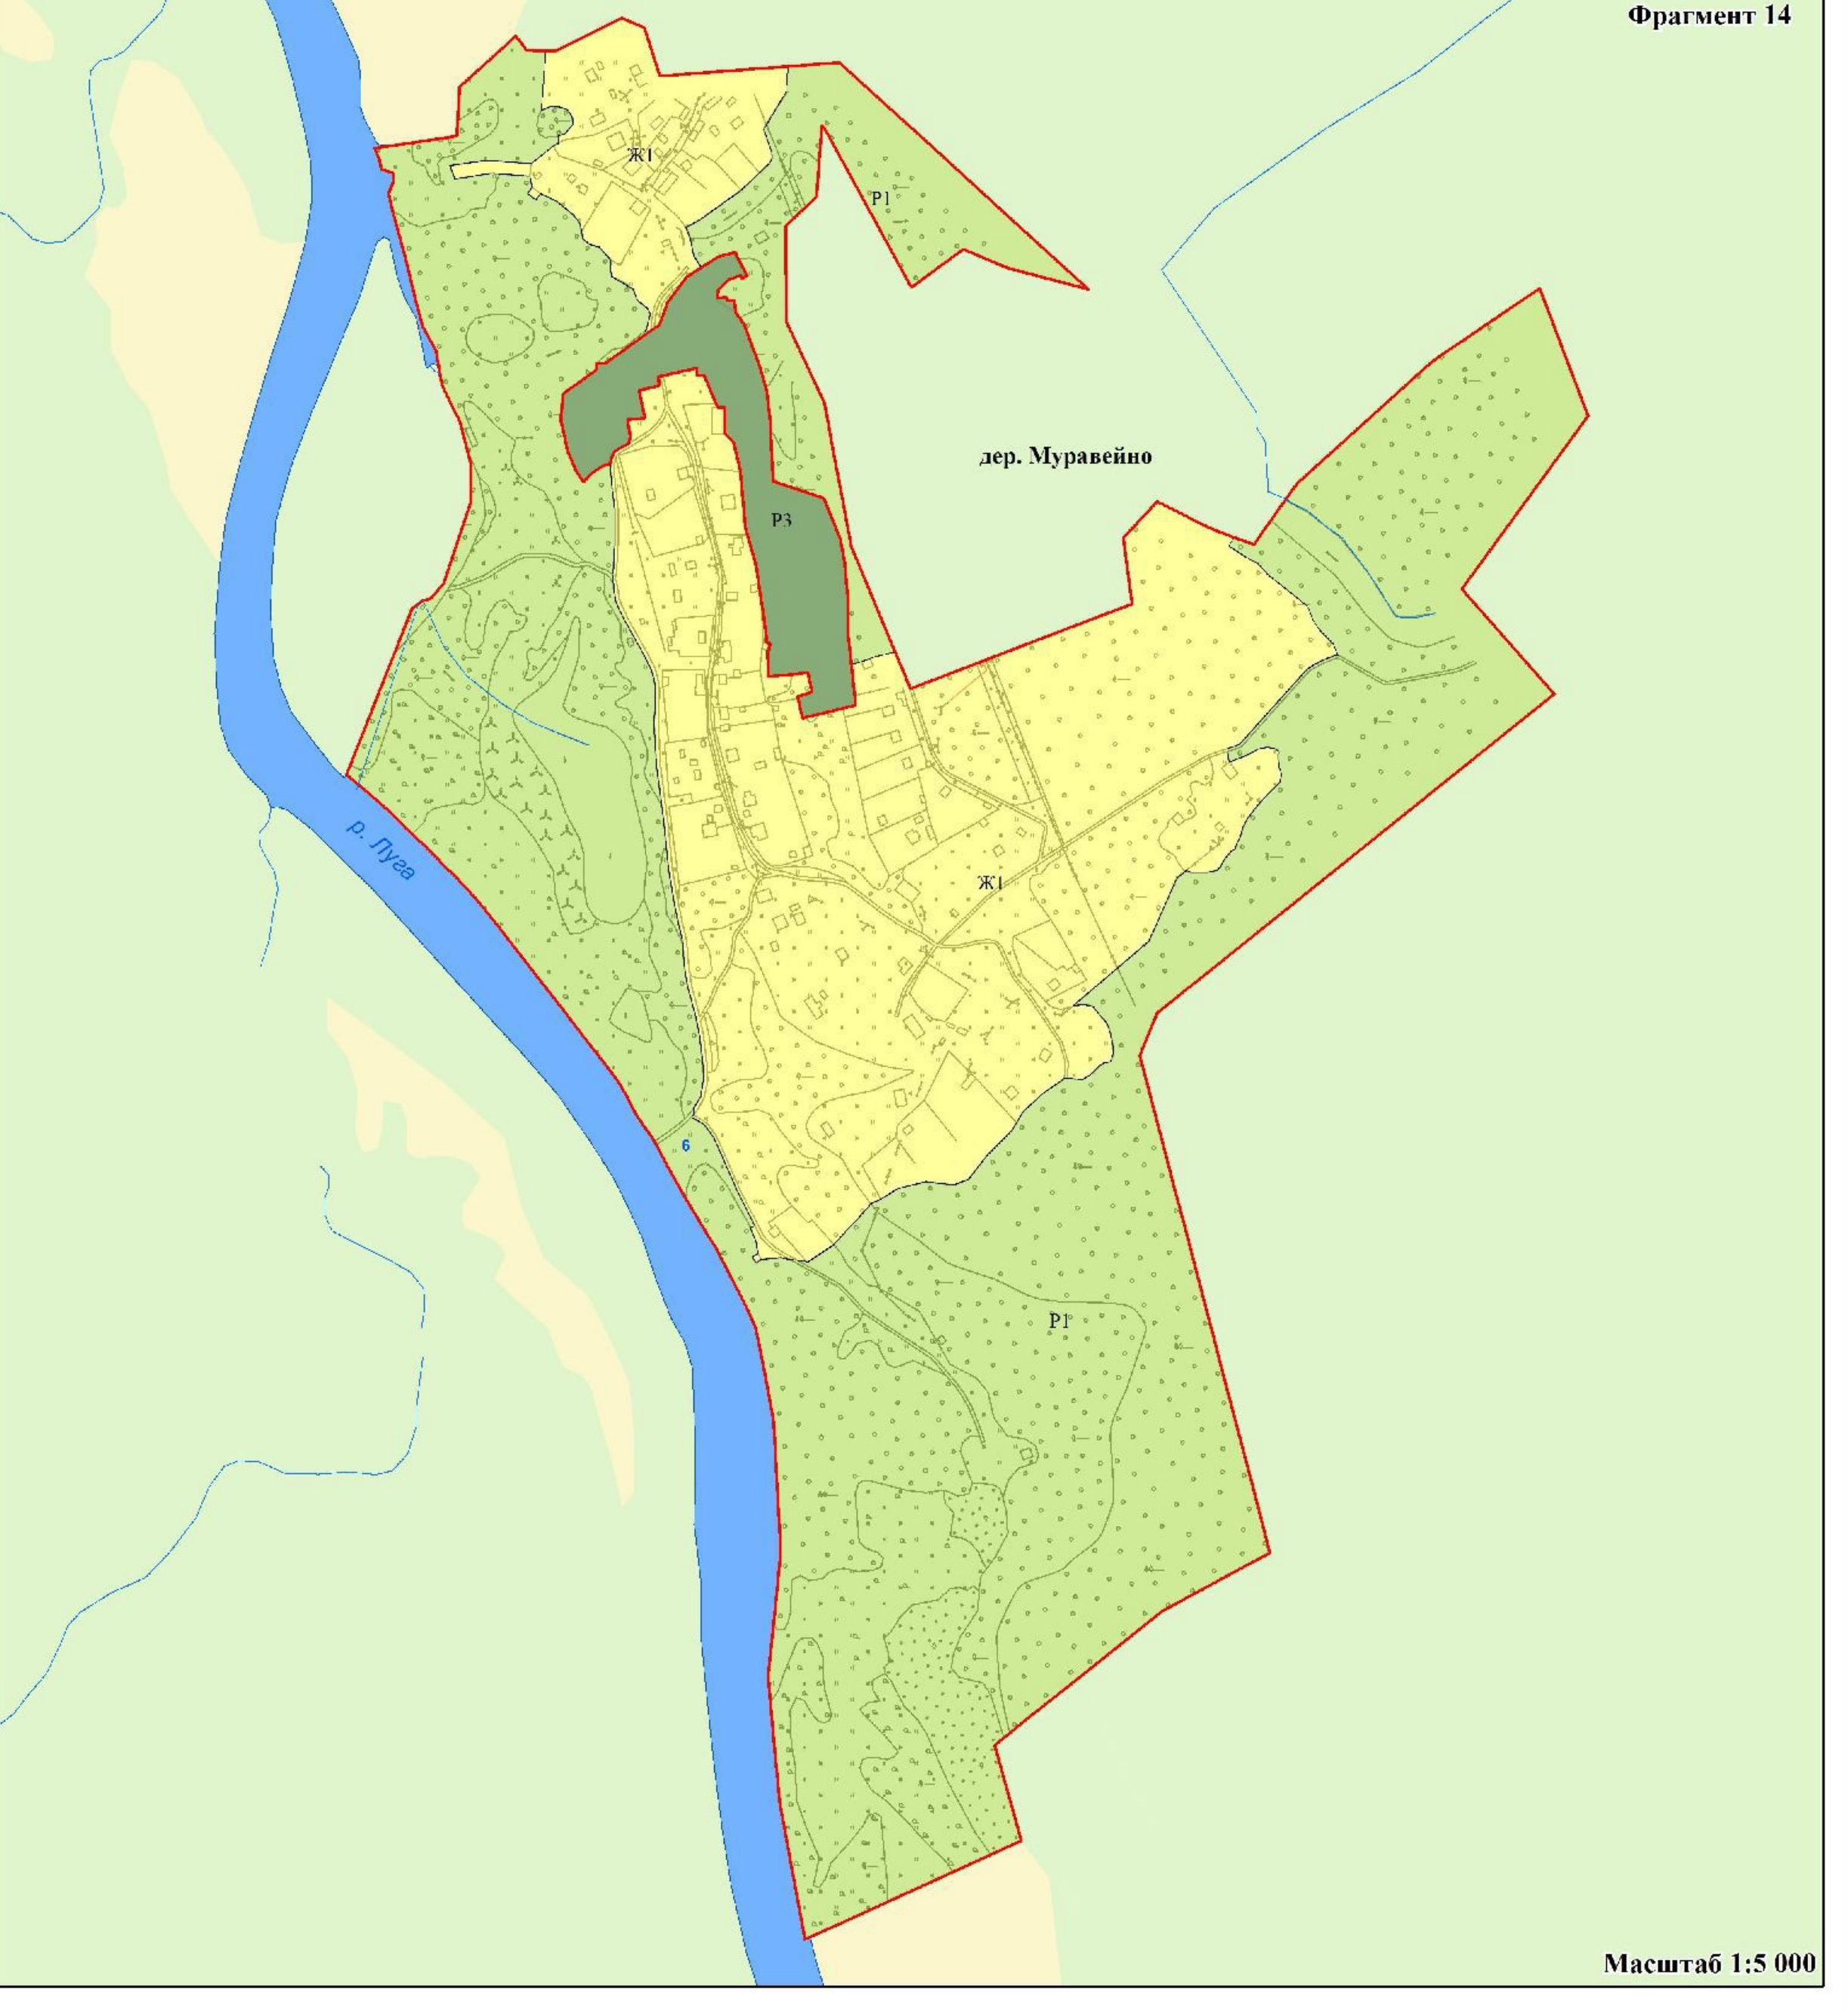 Фрагмент 14
Ж1
Р1
дер. Муравейно
Р3
р. Луга
Ж1
6
Р1
Масштаб 1:5 000